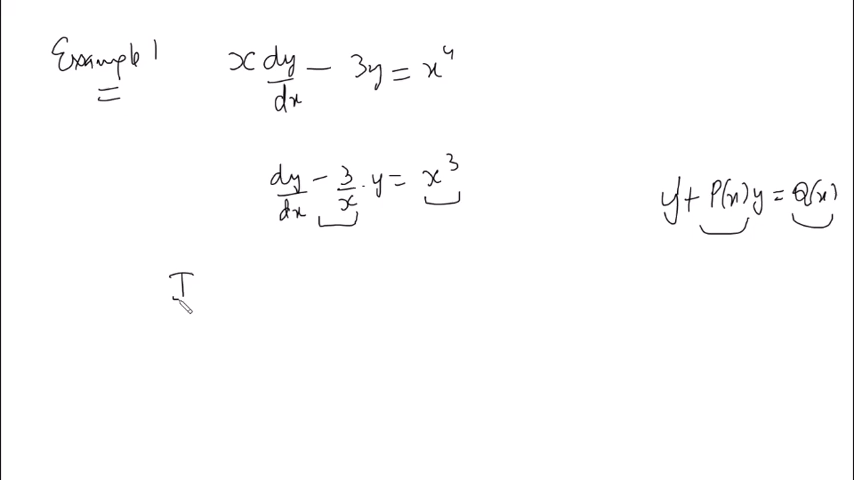 Example 1 x dy/dx - 3y = x⁴
dy/dx - 3/x · y = x³
y + P(x)y = Q(x)
I